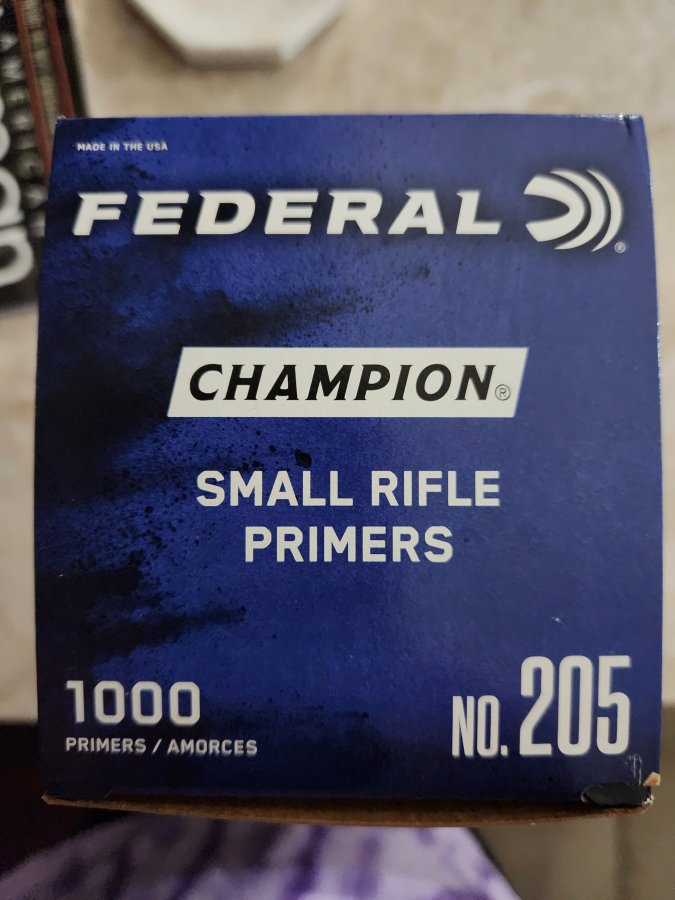 MADE IN THE USA
FEDERAL ®
CHAMPION®
SMALL RIFLE
PRIMERS
1000
PRIMERS / AMORCES
NO. 205